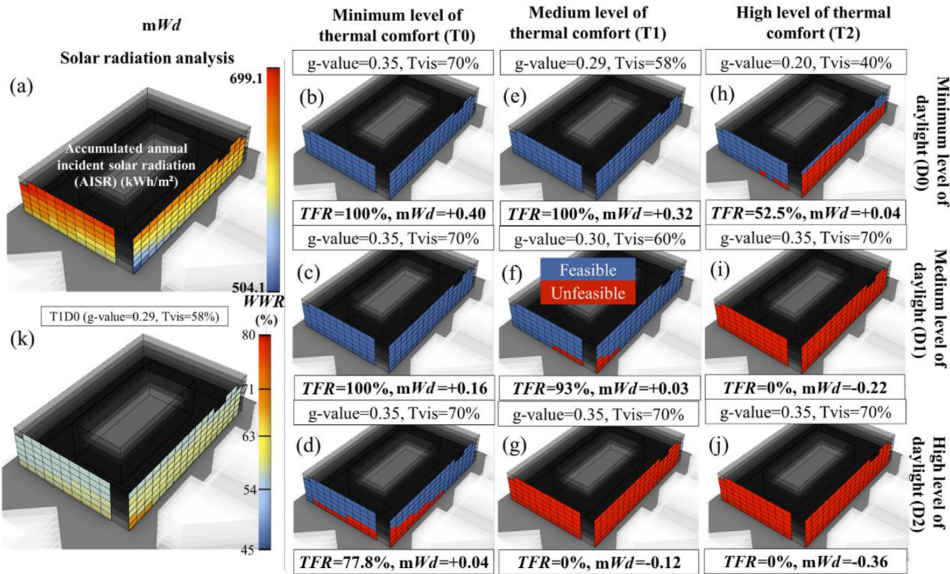 mWd
Solar radiation analysis
(a)
699.1
Accumulated annual
incident solar radiation
(AISR) (kWh/m²)
504.1
WWR
(%)
T1D0 (g-value=0.29, Tvis=58%)
(k)
80
71
63
54
45
Minimum level of
thermal comfort (T0)
Medium level of
thermal comfort (T1)
High level of thermal
comfort (T2)
g-value=0.35, Tvis=70%
g-value=0.29, Tvis=58%
g-value=0.20, Tvis=40%
(b)
(e)
(h)
Minimum level of
daylight (D0)
TFR=100%, mWd=+0.40
TFR=100%, mWd=+0.32
TFR=52.5%, mWd=+0.04
g-value=0.35, Tvis=70%
g-value=0.30, Tvis=60%
g-value=0.35, Tvis=70%
(c)
(f)
Feasible
Unfeasible
(i)
Medium level of
daylight (D1)
TFR=100%, mWd=+0.16
TFR=93%, mWd=+0.03
TFR=0%, mWd=-0.22
g-value=0.35, Tvis=70%
g-value=0.35, Tvis=70%
g-value=0.35, Tvis=70%
(d)
(g)
(j)
High level of
daylight (D2)
TFR=77.8%, mWd=+0.04
TFR=0%, mWd=-0.12
TFR=0%, mWd=-0.36